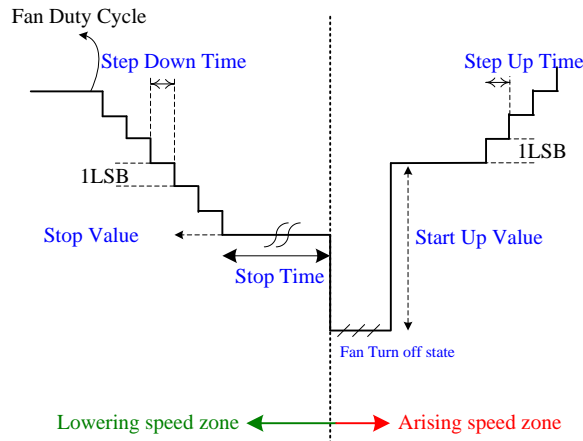 Fan Duty Cycle
Step Down Time
Step Up Time
1LSB
1LSB
Stop Value
Start Up Value
Stop Time
Fan Turn off state
Lowering speed zone
Arising speed zone